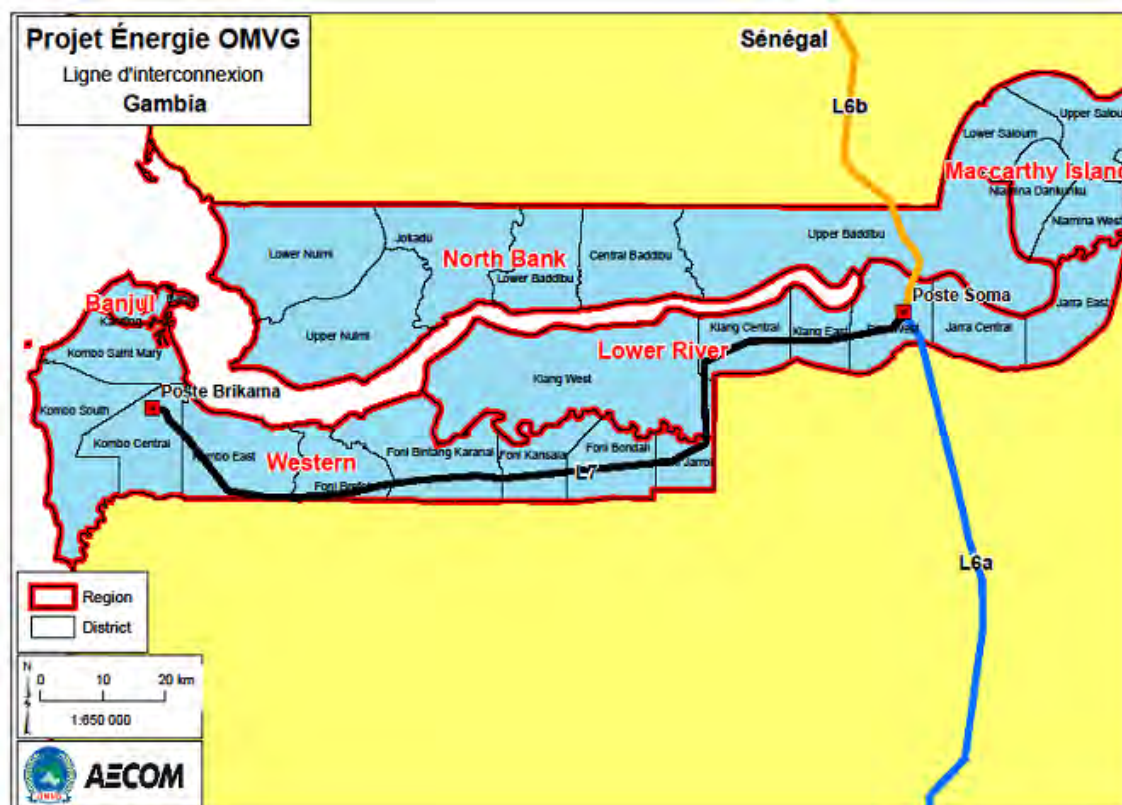 Projet Énergie OMVG
Ligne d'interconnexion
Gambia
Sénégal
L6b
Upper Saloum
Lower Saloum
Maccarthy Island
Niamina Dankunku
Niamina West
Jokadu
Upper Baddibu
Lower Niumi
North Bank
Central Baddibu
Lower Baddibu
Banjul
Poste Soma
Jarra East
Upper Niumi
Kiang Central
Kiang East
Jarra Central
Kombo Saint Mary
Lower River
Kiang West
Poste Brikama
Kombo South
Kombo Central
Kombo East
Western
Foni Bintang Karanai
Foni Kansala
Foni Bondali
L7
L6a
Region
District
N
0 10 20 km
1:650 000
OMVG
AECOM